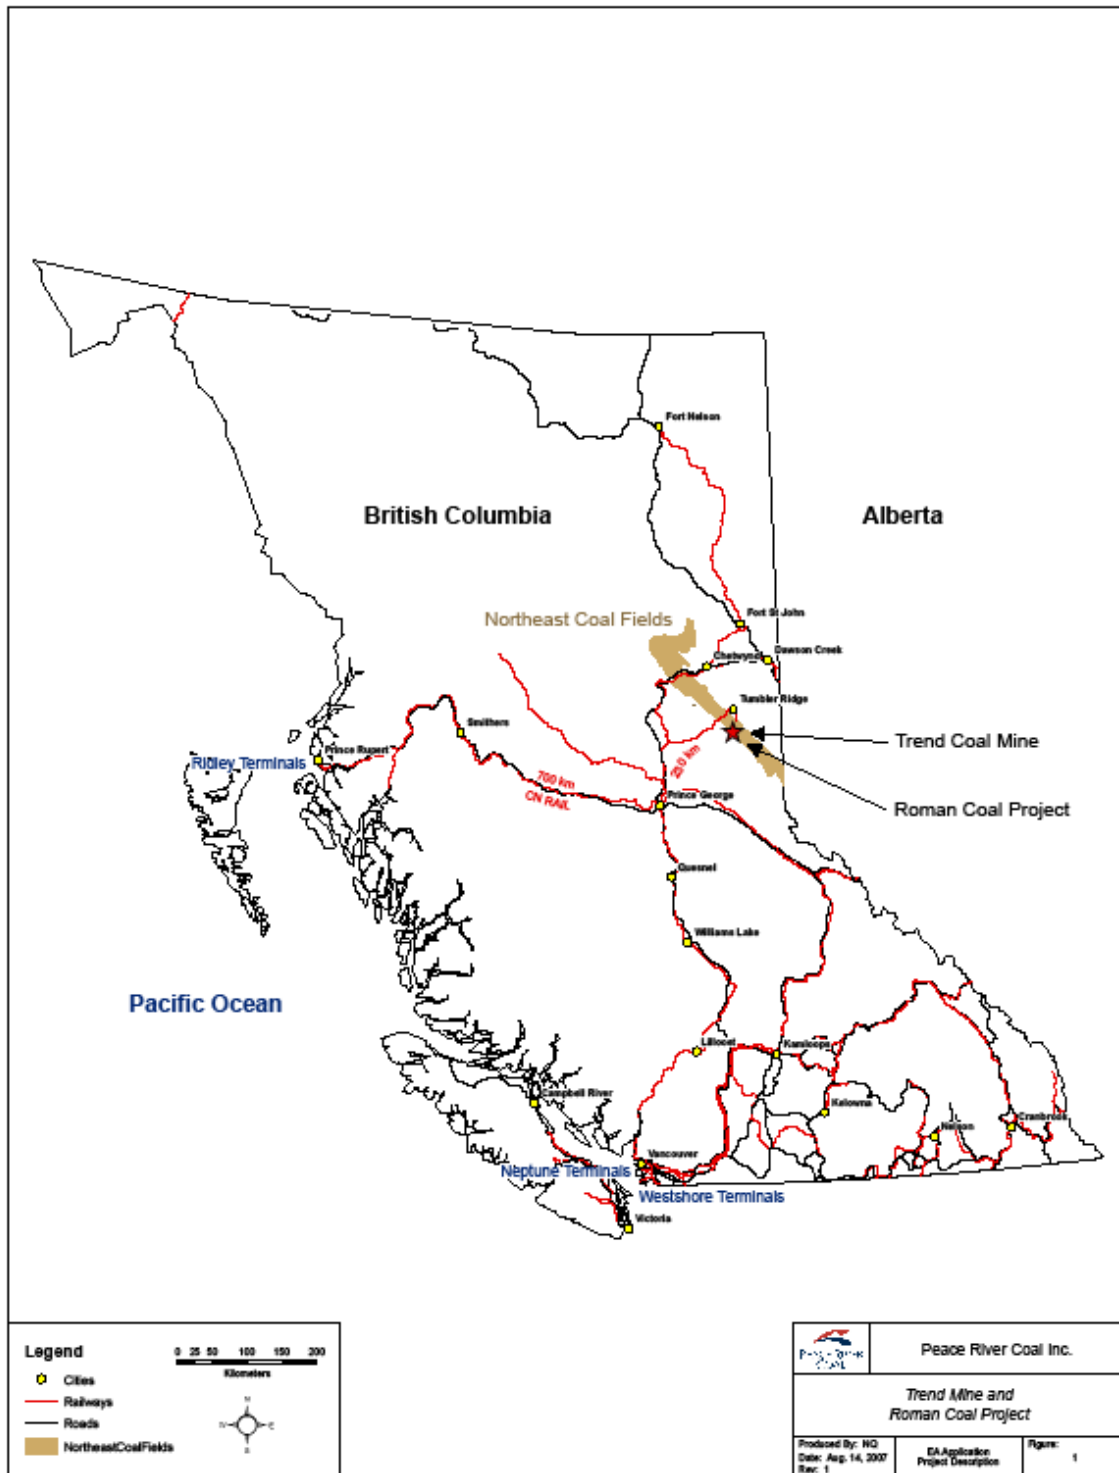 Fort Nelson
British Columbia
Alberta
Northeast Coal Fields
Fort St John
Chetwynd
Dawson Creek
Tumbler Ridge
Smithers
Trend Coal Mine
Prince Rupert
Ridley Terminals
250 km
700 km
CN RAIL
Prince George
Roman Coal Project
Quesnel
Williams Lake
Pacific Ocean
Lillooet
Kamloops
Campbell River
Kelowna
Cranbrook
Nelson
Vancouver
Neptune Terminals
Westshore Terminals
Victoria
Legend
0 25 50 100 150 200
Kilometers
Cities
Railways
Roads
NortheastCoalFields
N
E
S
PEACE RIVER
COAL
Peace River Coal Inc.
Trend Mine and
Roman Coal Project
Produced By: NQ
Date: Aug. 14, 2007
Rev: 1
EA Application
Project Description
Figure:
1